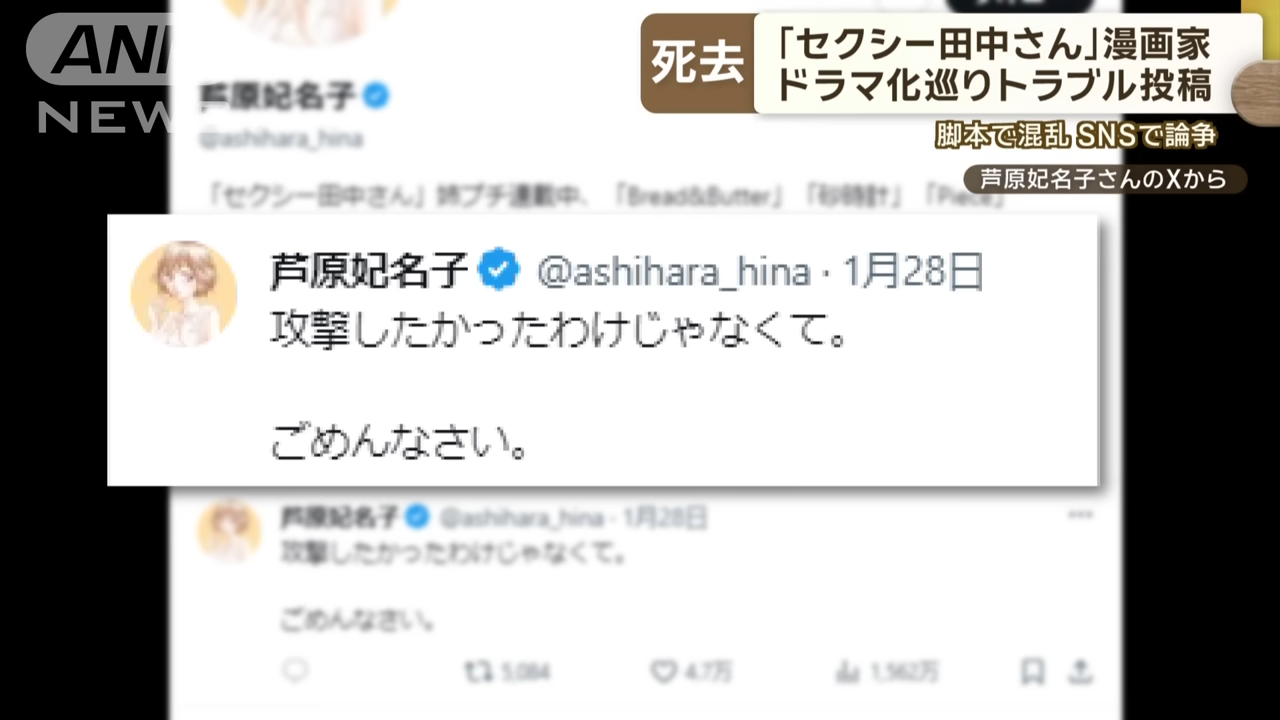 ANN
NEWS
死去
「セクシー田中さん」漫画家
ドラマ化巡りトラブル投稿
脚本で混乱 SNSで論争
芦原妃名子さんのXから
芦原妃名子
@ashihara_hina
「セクシー田中さん」姉プチ連載中、「Bread&Butter」「砂時計」「Piece」
芦原妃名子 @ashihara_hina · 1月28日
攻撃したかったわけじゃなくて。
ごめんなさい。
芦原妃名子 @ashihara_hina · 1月28日
攻撃したかったわけじゃなくて。
ごめんなさい。
5,084 4.7万 1,562万